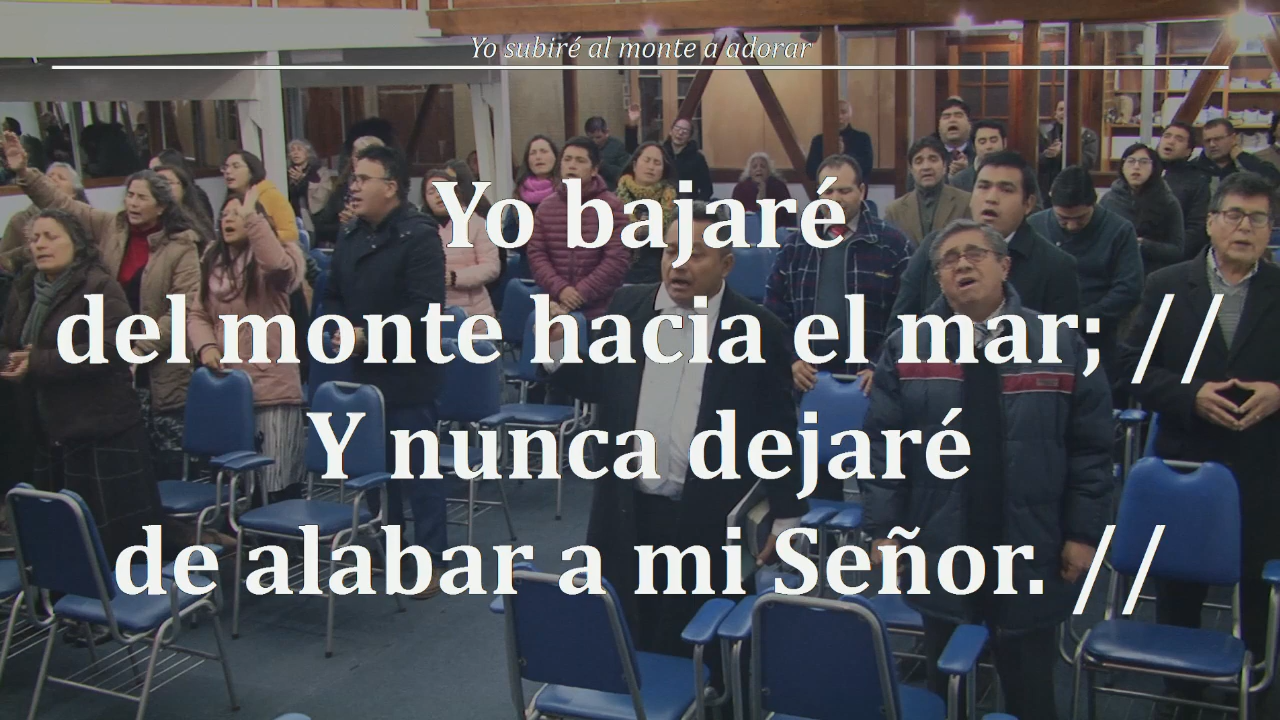 Yo subiré al monte a adorar
Yo bajaré
del monte hacia el mar; //
Y nunca dejaré
de alabar a mi Señor. //